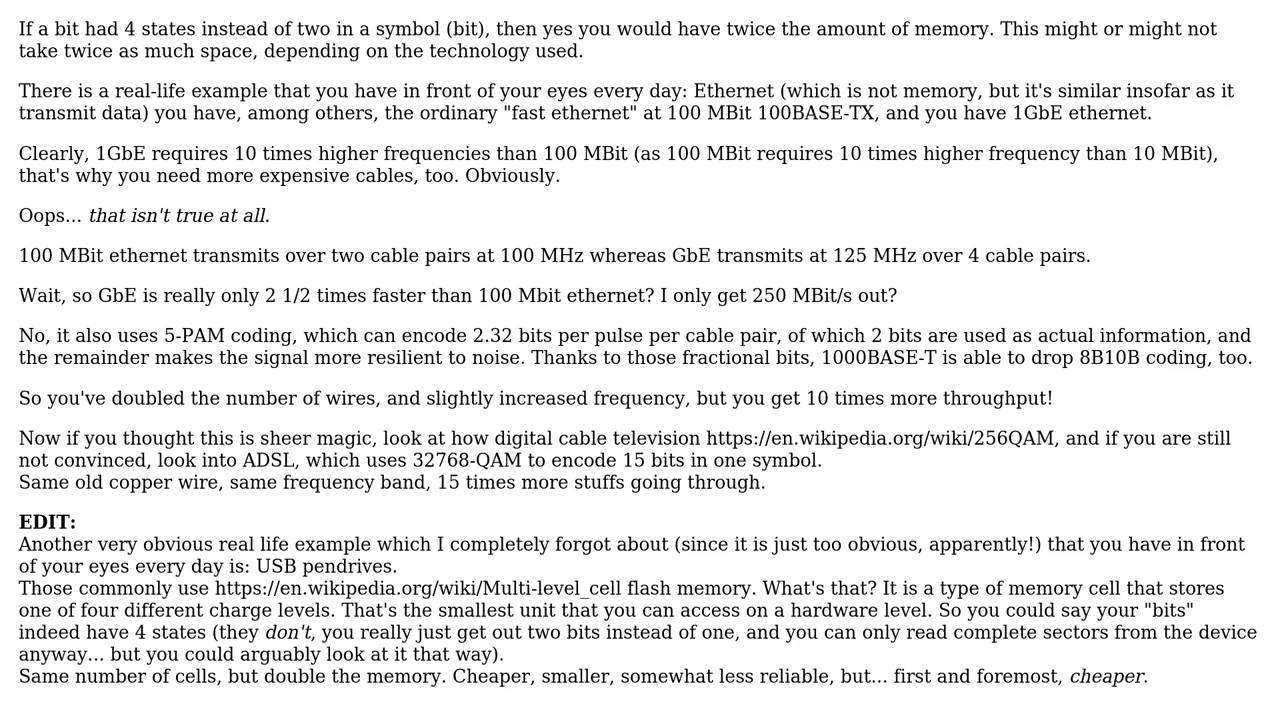 If a bit had 4 states instead of two in a symbol (bit), then yes you would have twice the amount of memory. This might or might not
take twice as much space, depending on the technology used.
There is a real-life example that you have in front of your eyes every day: Ethernet (which is not memory, but it's similar insofar as it
transmit data) you have, among others, the ordinary "fast ethernet" at 100 MBit 100BASE-TX, and you have 1GbE ethernet.
Clearly, 1GbE requires 10 times higher frequencies than 100 MBit (as 100 MBit requires 10 times higher frequency than 10 MBit),
that's why you need more expensive cables, too. Obviously.
Oops... that isn't true at all.
100 MBit ethernet transmits over two cable pairs at 100 MHz whereas GbE transmits at 125 MHz over 4 cable pairs.
Wait, so GbE is really only 2 1/2 times faster than 100 Mbit ethernet? I only get 250 MBit/s out?
No, it also uses 5-PAM coding, which can encode 2.32 bits per pulse per cable pair, of which 2 bits are used as actual information, and
the remainder makes the signal more resilient to noise. Thanks to those fractional bits, 1000BASE-T is able to drop 8B10B coding, too.
So you've doubled the number of wires, and slightly increased frequency, but you get 10 times more throughput!
Now if you thought this is sheer magic, look at how digital cable television https://en.wikipedia.org/wiki/256QAM, and if you are still
not convinced, look into ADSL, which uses 32768-QAM to encode 15 bits in one symbol.
Same old copper wire, same frequency band, 15 times more stuffs going through.
EDIT:
Another very obvious real life example which I completely forgot about (since it is just too obvious, apparently!) that you have in front
of your eyes every day is: USB pendrives.
Those commonly use https://en.wikipedia.org/wiki/Multi-level_cell flash memory. What's that? It is a type of memory cell that stores
one of four different charge levels. That's the smallest unit that you can access on a hardware level. So you could say your "bits"
indeed have 4 states (they don't, you really just get out two bits instead of one, and you can only read complete sectors from the device
anyway... but you could arguably look at it that way).
Same number of cells, but double the memory. Cheaper, smaller, somewhat less reliable, but... first and foremost, cheaper.